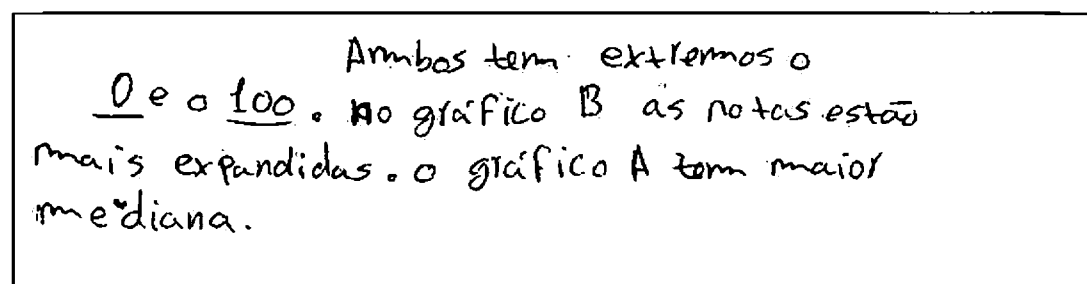 Ambos tem extremos o
0 e o 100. no gráfico B as notas estão
mais expandidas. o gráfico A tem maior
mediana.